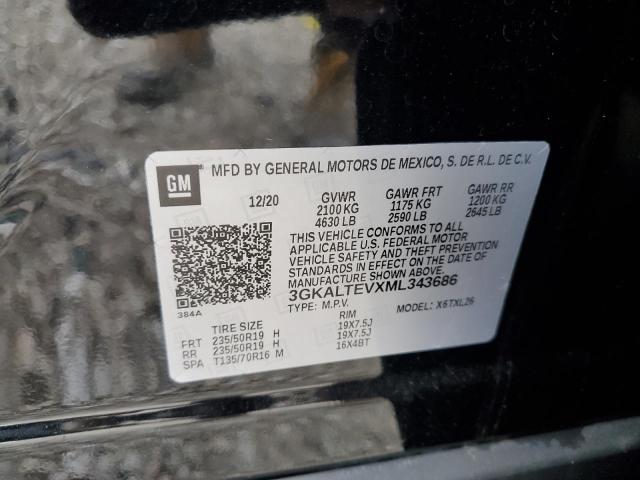 GM
MFD BY GENERAL MOTORS DE MEXICO, S. DE R.L. DE C.V.
12/20 GVWR GAWR FRT GAWR RR
2100 KG 1175 KG 1200 KG
4630 LB 2590 LB 2645 LB
THIS VEHICLE CONFORMS TO ALL
APPLICABLE U.S. FEDERAL MOTOR
VEHICLE SAFETY AND THEFT PREVENTION
STANDARDS IN EFFECT ON THE DATE OF
MANUFACTURE SHOWN ABOVE.
384A
3GKALTEVXML343686
TYPE: M.P.V. MODEL: X6TXL26
TIRE SIZE RIM
FRT 235/50R19 H 19X7.5J
RR 235/50R19 H 19X7.5J
SPA T135/70R16 M 16X4BT